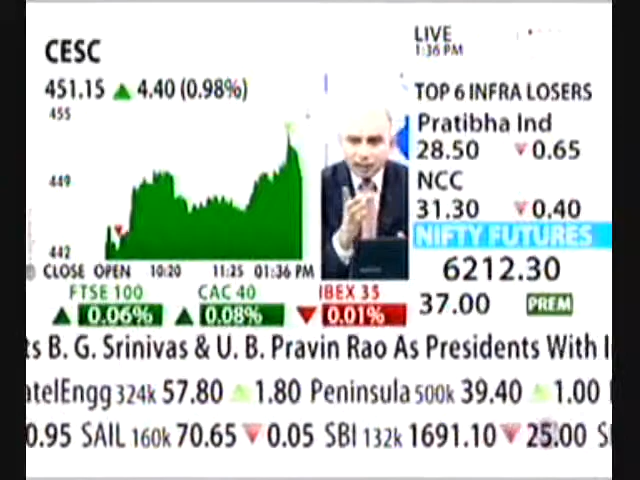 CESC
451.15 ▲ 4.40 (0.98%)
455
449
442
CLOSE OPEN 10:20 11:25 01:36 PM
LIVE
1:36 PM
TOP 6 INFRA LOSERS
Pratibha Ind
28.50 ▼0.65
NCC
31.30 ▼0.40
NIFTY FUTURES
6212.30
37.00 PREM
FTSE 100 CAC 40 IBEX 35
▲ 0.06% ▲ 0.08% ▼ 0.01%
ts B. G. Srinivas & U. B. Pravin Rao As Presidents With I
atelEngg 324k 57.80 ▲ 1.80 Peninsula 500k 39.40 ▲ 1.00
0.95 SAIL 160k 70.65 ▼ 0.05 SBI 132k 1691.10 ▼ 25.00 S